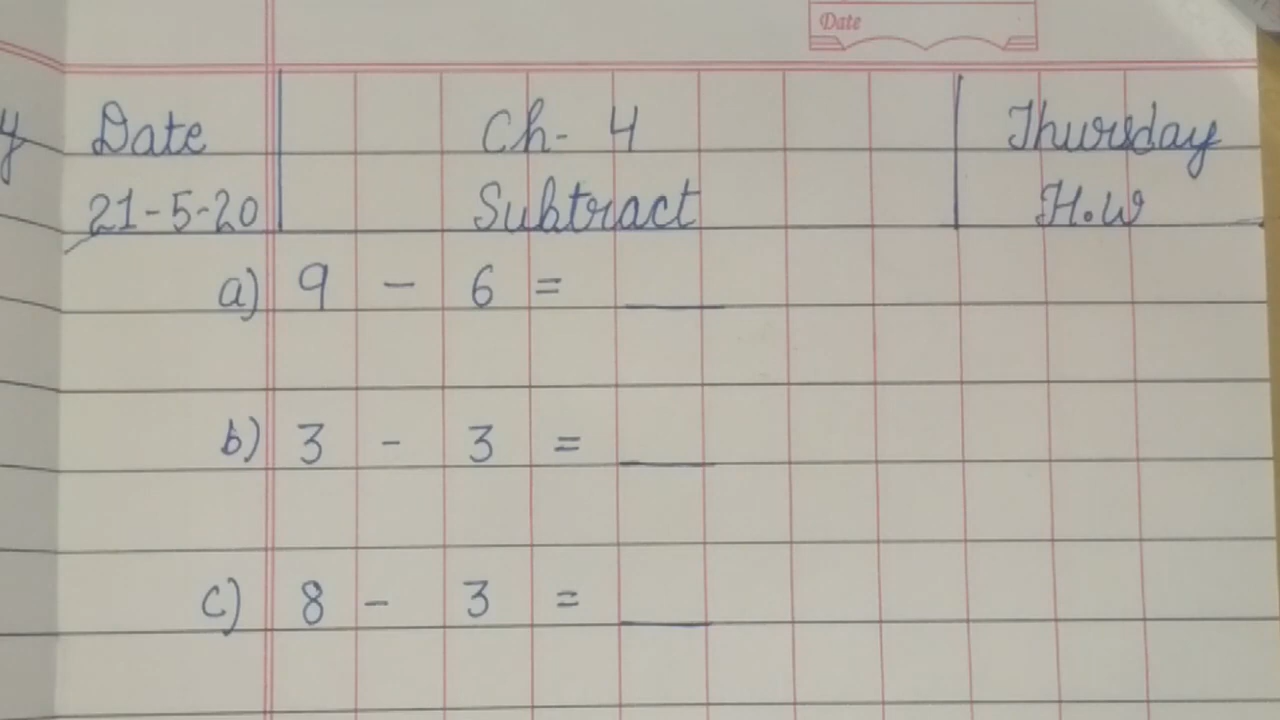 Date
y Date Ch- 4 Thursday
21-5-20 Subtract H.W
a) 9 - 6 = ___
b) 3 - 3 = ___
c) 8 - 3 = ___